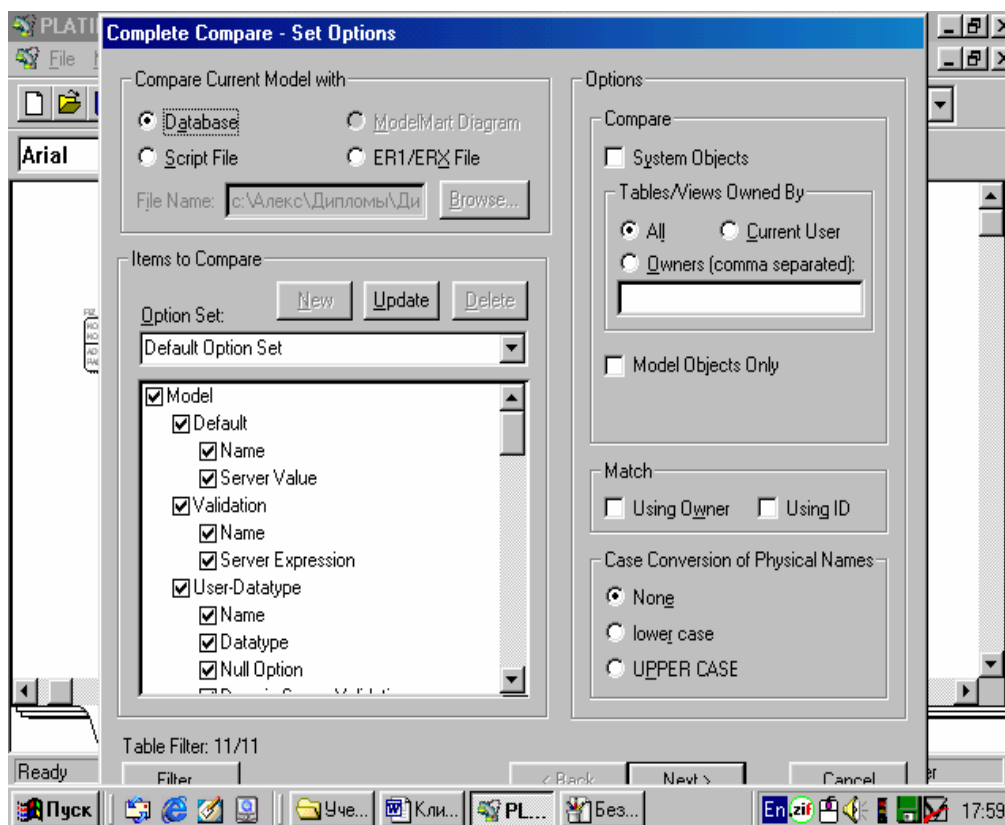 PLATI
Complete Compare - Set Options
File
Compare Current Model with
Database
ModelMart Diagram
Script File
ER1/ERX File
File Name: c:\Алекс\Дипломы\Ди
Browse...
Items to Compare
New Update Delete
Option Set:
Default Option Set
Model
Default
Name
Server Value
Validation
Name
Server Expression
User-Datatype
Name
Datatype
Null Option
Table Filter: 11/11
Filter
Options
Compare
System Objects
Tables/Views Owned By
All Current User
Owners (comma separated):
Model Objects Only
Match
Using Owner Using ID
Case Conversion of Physical Names
None
lower case
UPPER CASE
< Back Next > Cancel
Arial
Ready
Пуск Уче... Кли... PL... Без... En .zif 17:59